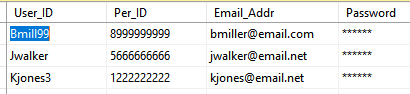 User_ID Per_ID Email_Addr Password
Bmill99 8999999999 bmiller@email.com ******
Jwalker 5666666666 jwalker@email.net ******
Kjones3 1222222222 kjones@email.net ******